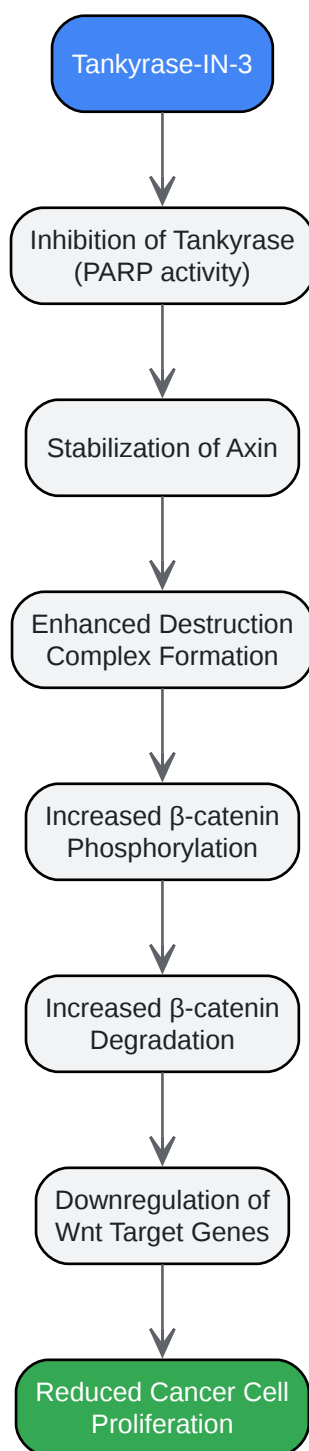 Tankyrase-IN-3
Inhibition of Tankyrase
(PARP activity)
Stabilization of Axin
Enhanced Destruction
Complex Formation
Increased β-catenin
Phosphorylation
Increased β-catenin
Degradation
Downregulation of
Wnt Target Genes
Reduced Cancer Cell
Proliferation